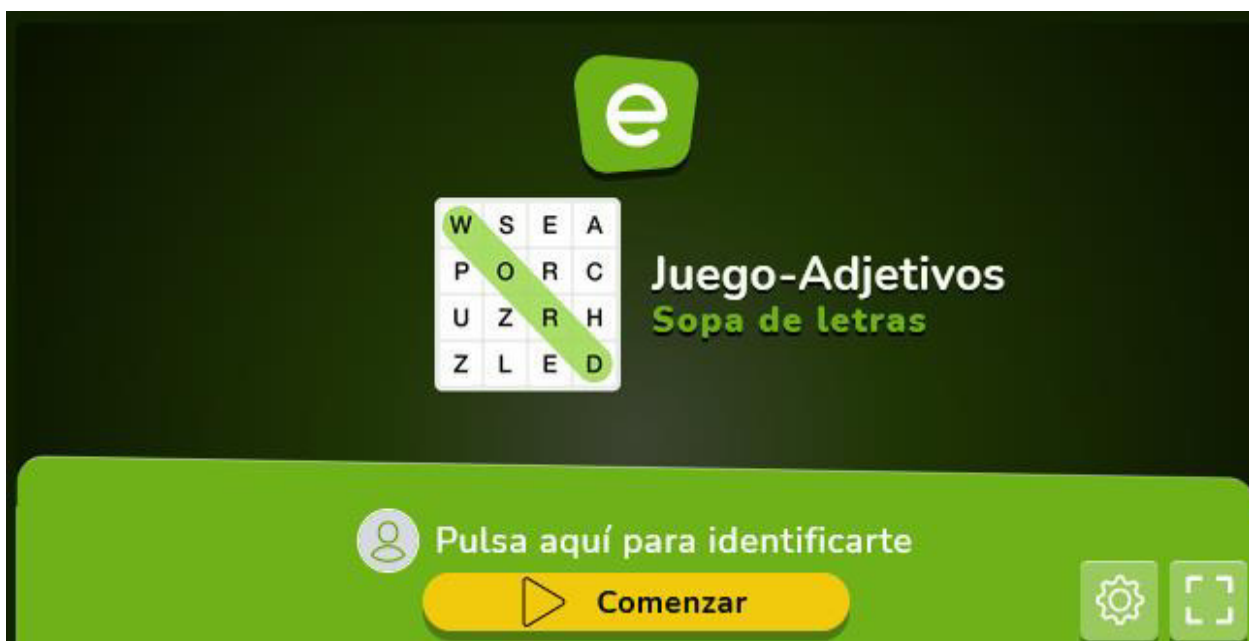 e
W S E A
P O R C
U Z R H
Z L E D
Juego-Adjetivos
Sopa de letras
Pulsa aquí para identificarte
Comenzar